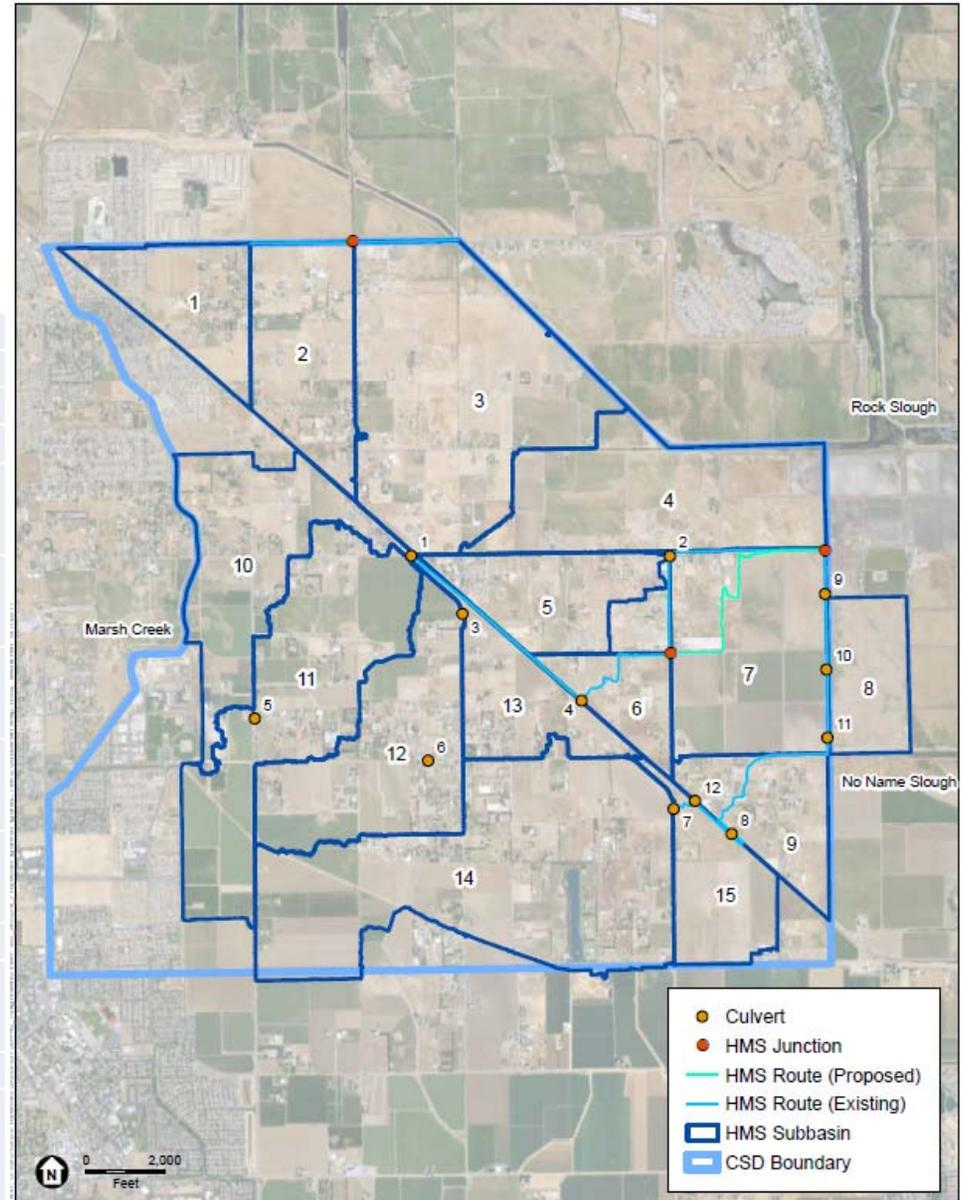 1
2
3
Rock Slough
4
1
2
10
5
9
3
Marsh Creek
10
7
11
8
5
13
4
6
12
6
11
No Name Slough
12
7
8
9
14
15
Culvert
HMS Junction
HMS Route (Proposed)
HMS Route (Existing)
HMS Subbasin
CSD Boundary
N
0 2,000
Feet